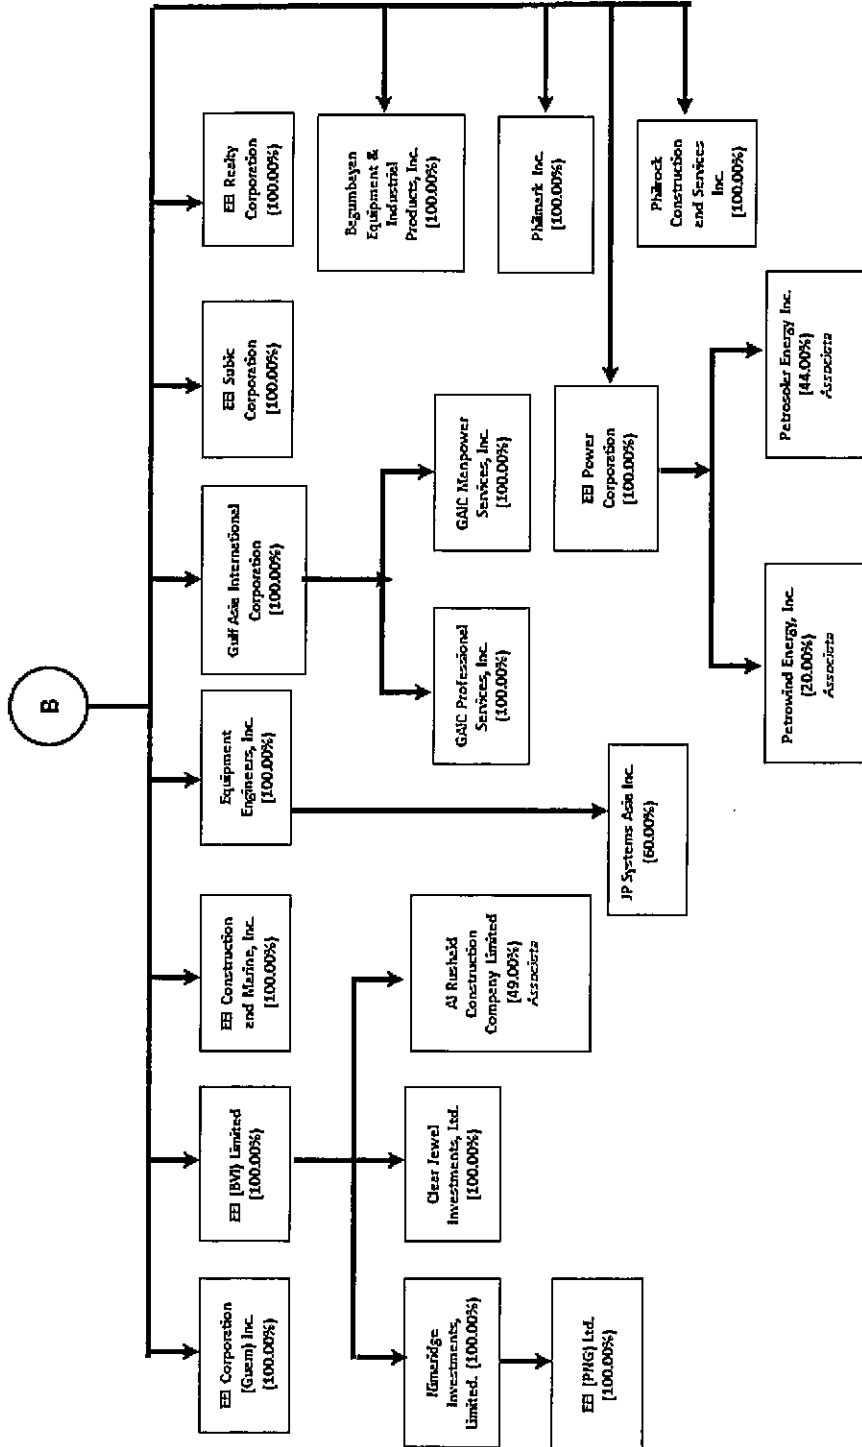 B
EEI Corporation
(Guam) Inc.
(100.00%)
EEI (BVI) Limited
(100.00%)
EEI Construction
and Marine, Inc.
(100.00%)
Equipment
Engineers, Inc.
(100.00%)
Gulf Asia International
Corporation
(100.00%)
EEI Subic
Corporation
(100.00%)
EEI Realty
Corporation
(100.00%)
Nimaridge
Investments,
Limited. (100.00%)
Clear Jewel
Investments, Ltd.
(100.00%)
Al Rushaid
Construction
Company Limited
(49.00%)
Associate
GAIC Professional
Services, Inc.
(100.00%)
GAIC Manpower
Services, Inc.
(100.00%)
Bagumbayan
Equipment &
Industrial
Products, Inc.
(100.00%)
Philmark Inc.
(100.00%)
EEI (PNG) Ltd.
(100.00%)
JP Systems Asia Inc.
(60.00%)
EEI Power
Corporation
(100.00%)
Philrock
Construction
and Services
Inc.
(100.00%)
Petrowind Energy, Inc.
(20.00%)
Associate
Petrosolar Energy Inc.
(44.00%)
Associate